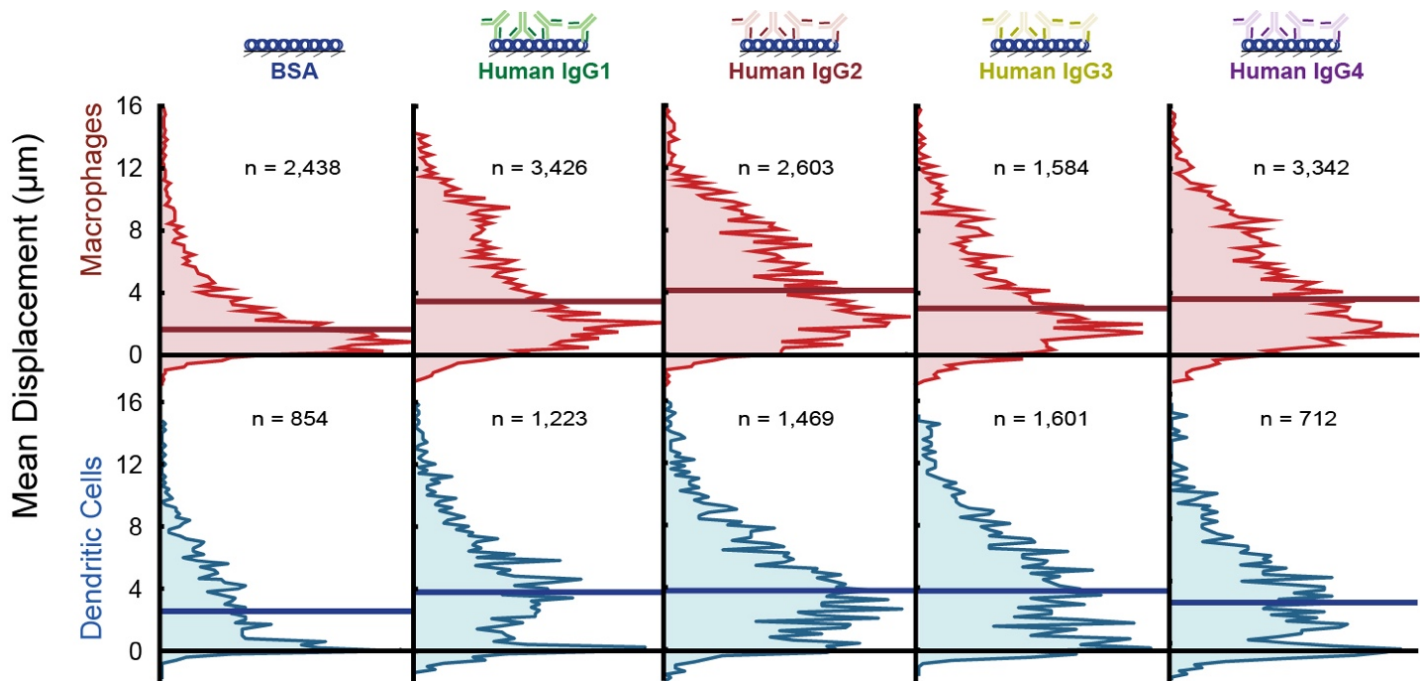 BSA
Human IgG1
Human IgG2
Human IgG3
Human IgG4
Mean Displacement (µm)
Macrophages
16
12
8
4
0
n = 2,438
n = 3,426
n = 2,603
n = 1,584
n = 3,342
Dendritic Cells
16
12
8
4
0
n = 854
n = 1,223
n = 1,469
n = 1,601
n = 712